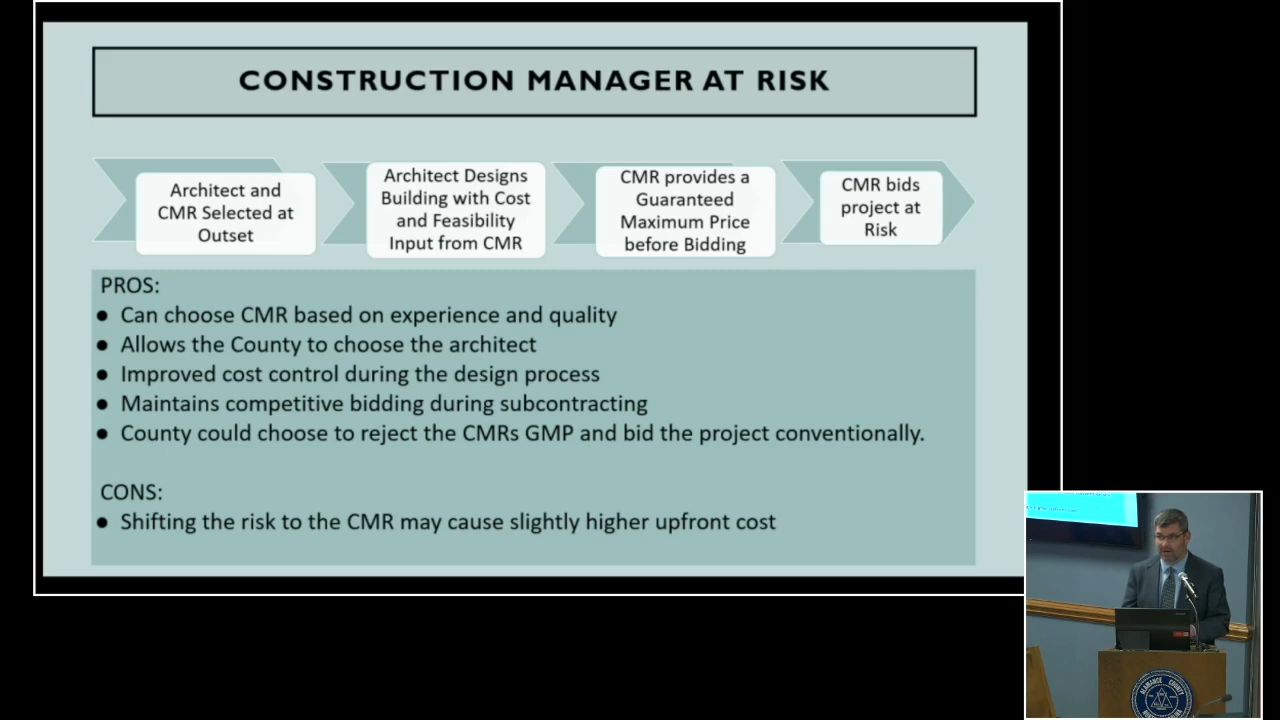 CONSTRUCTION MANAGER AT RISK
Architect and
CMR Selected at
Outset
Architect Designs
Building with Cost
and Feasibility
Input from CMR
CMR provides a
Guaranteed
Maximum Price
before Bidding
CMR bids
project at
Risk
PROS:
● Can choose CMR based on experience and quality
● Allows the County to choose the architect
● Improved cost control during the design process
● Maintains competitive bidding during subcontracting
● County could choose to reject the CMRs GMP and bid the project conventionally.
CONS:
● Shifting the risk to the CMR may cause slightly higher upfront cost
ALAMANCE COUNTY